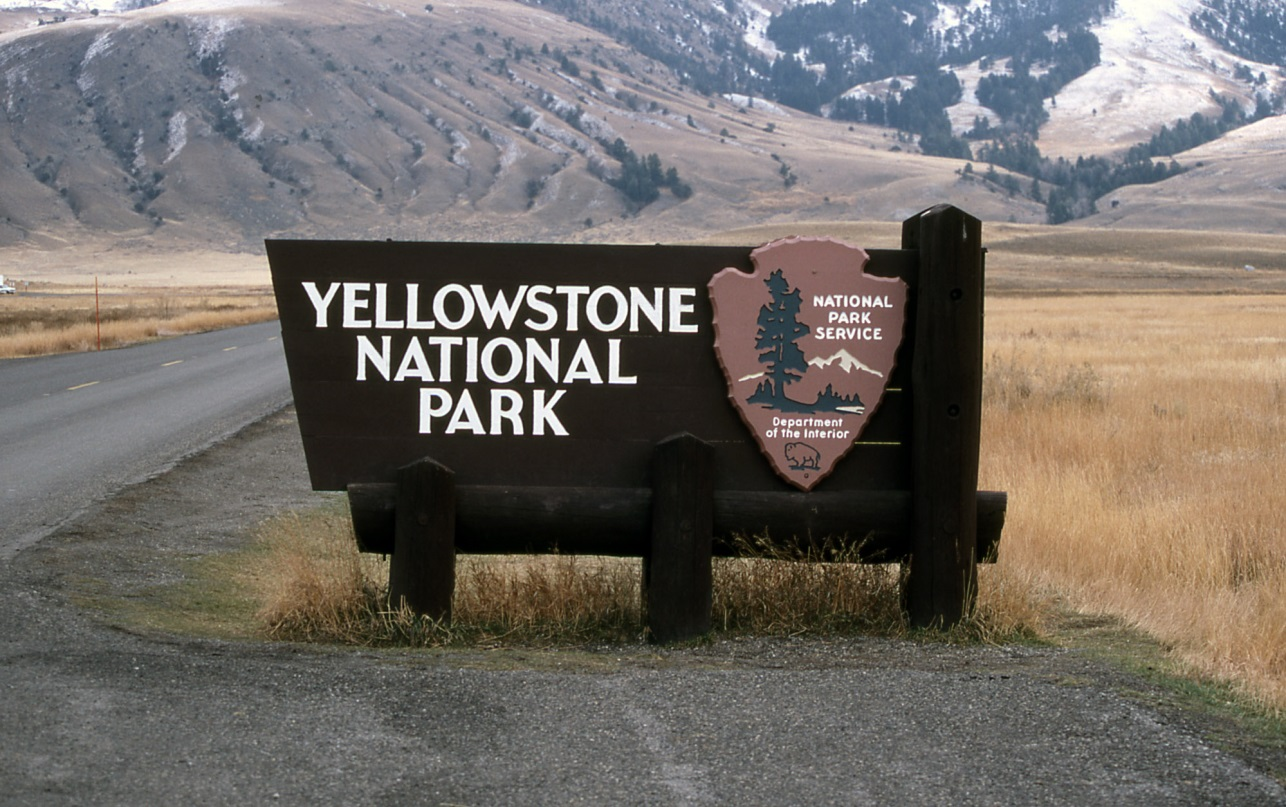 YELLOWSTONE
NATIONAL
PARK
NATIONAL
PARK
SERVICE
Department
of the Interior